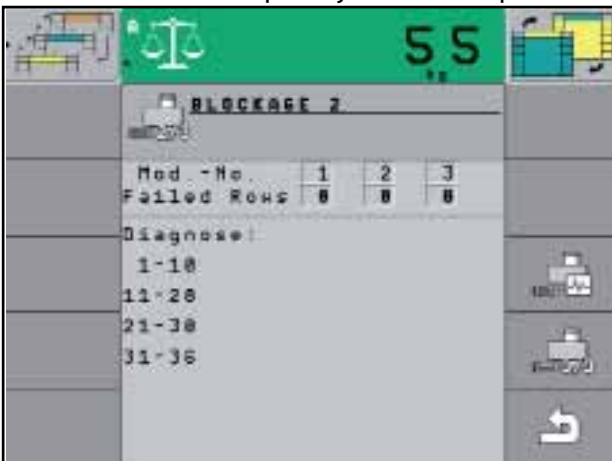 A
55
BLOCKAGE 2
Mod.-No. 1 2 3
Failed Rows 0 0 0
Diagnose:
1-10
11-20
21-30
31-36